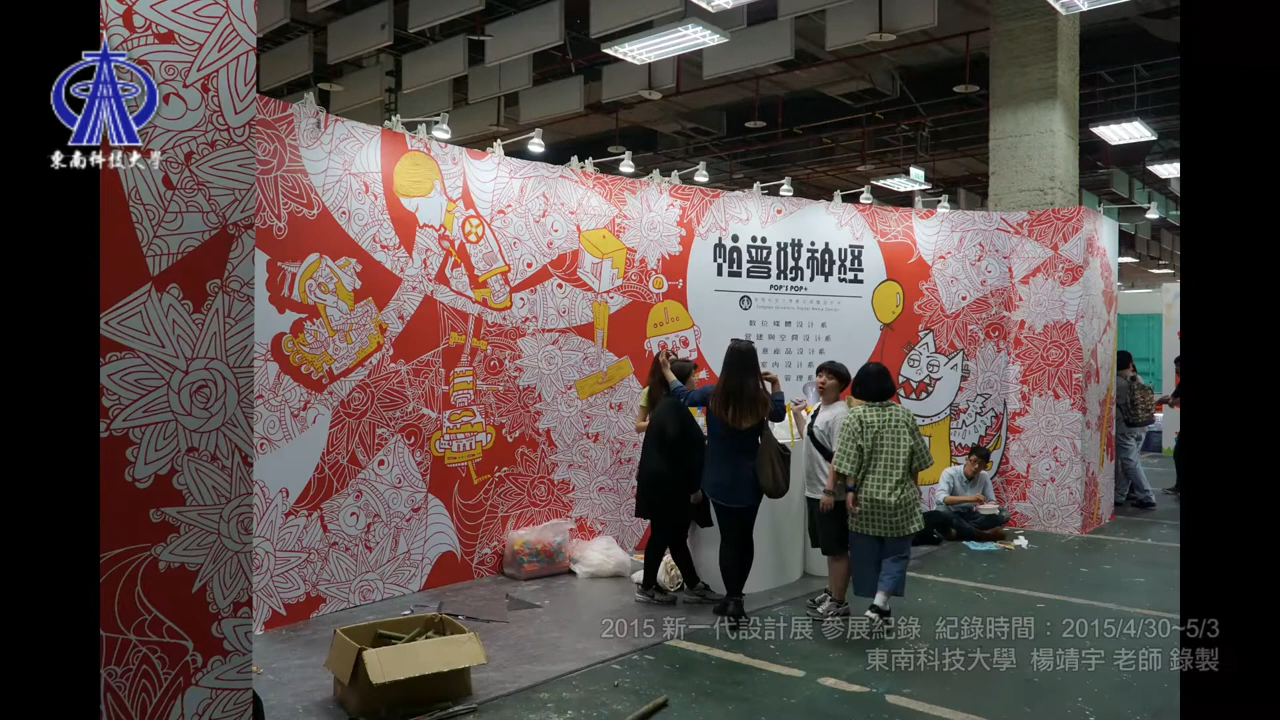 東南科技大學
帕普媒神經
POP'S POP+
數位媒體設計系
營建與空間設計系
意產品設計系
室內設計系
管理系
2015 新一代設計展 參展紀錄 紀錄時間：2015/4/30~5/3
東南科技大學 楊靖宇 老師 錄製